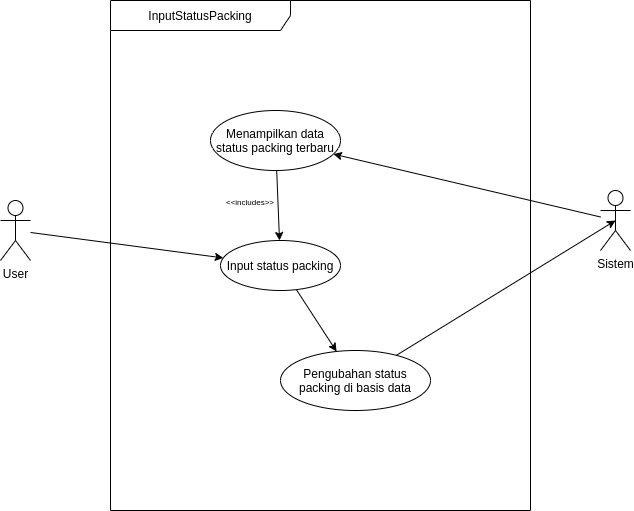 InputStatusPacking
Menampilkan data
status packing terbaru
<<includes>>
Input status packing
User
Sistem
Pengubahan status
packing di basis data